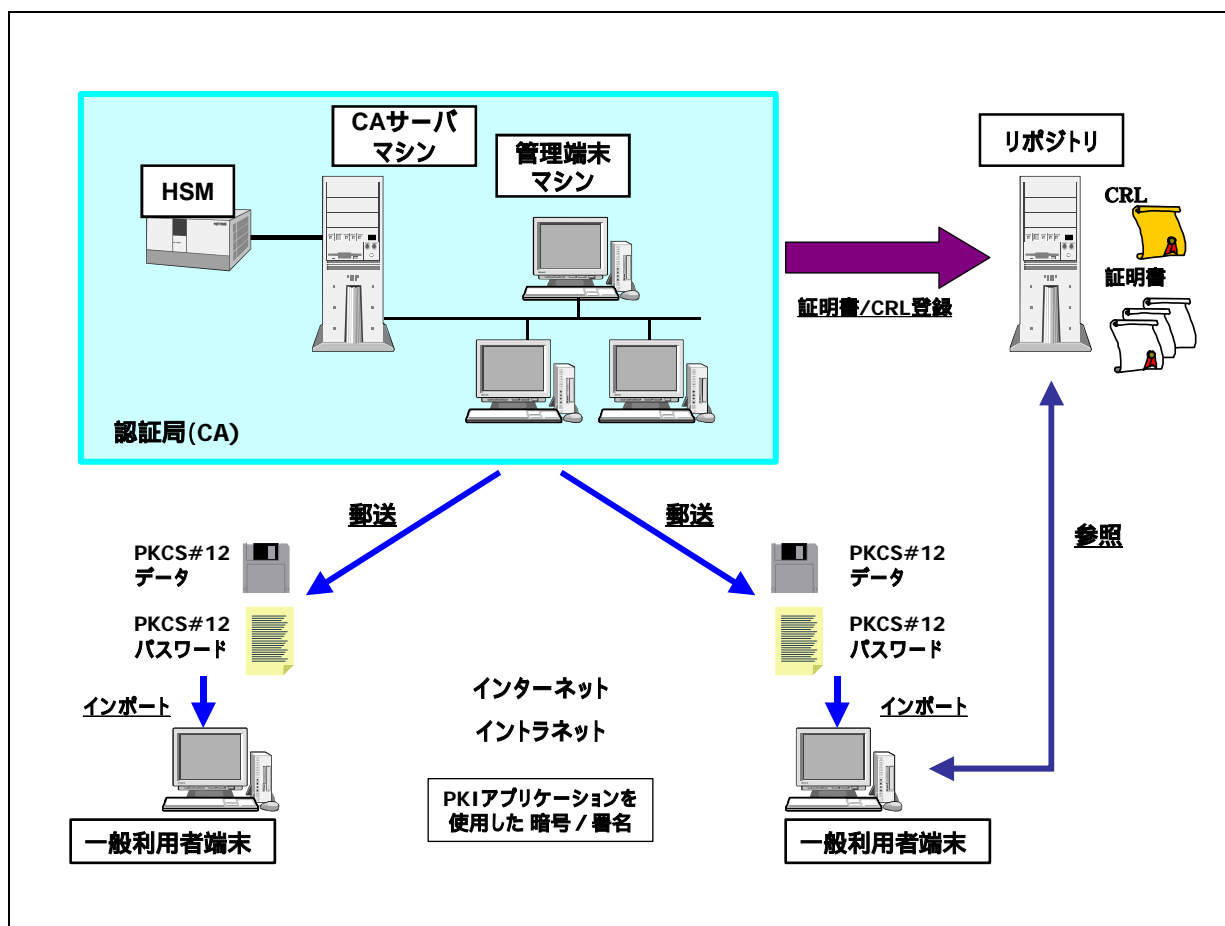 CAサーバ
マシン
管理端末
マシン
HSM
認証局(CA)
リポジトリ
CRL
証明書
証明書/CRL登録
郵送
郵送
参照
PKCS#12
データ
PKCS#12
パスワード
インポート
一般利用者端末
インターネット
イントラネット
PKIアプリケーションを
使用した 暗号 / 署名
PKCS#12
データ
PKCS#12
パスワード
インポート
一般利用者端末